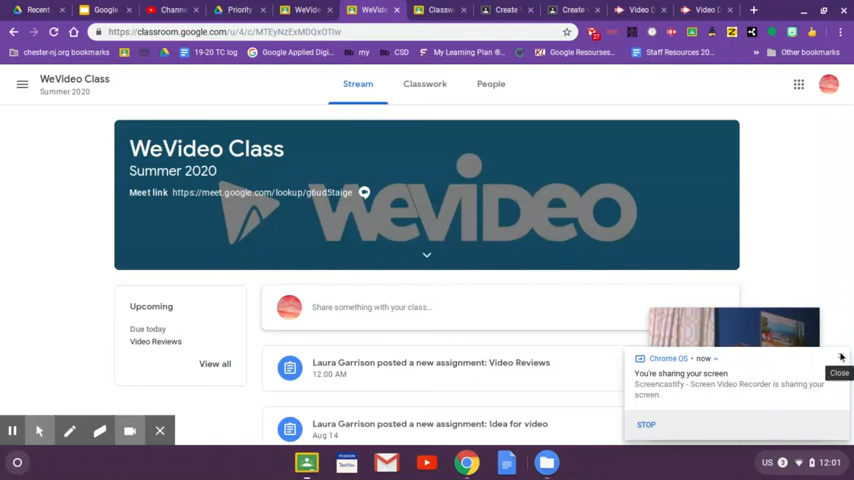 Recent
Google
Chann
Priority
WeVide
WeVide
Classw
Create
Create
Video D
Video D
https://classroom.google.com/u/4/c/MTEyNzExMDQxOTIw
27
chester-nj.org bookmarks
19-20 TC log
Google Applied Digi...
my
CSD
My Learning Plan ®...
Google Resourses...
Staff Resources 20...
Other bookmarks
WeVideo Class
Summer 2020
Stream
Classwork
People
WeVideo Class
Summer 2020
Meet link https://meet.google.com/lookup/g6ud5taige
wevideo
Upcoming
Due today
Video Reviews
View all
Share something with your class...
Laura Garrison posted a new assignment: Video Reviews
12:00 AM
Laura Garrison posted a new assignment: Idea for video
Aug 14
Chrome OS • now
You're sharing your screen
Screencastify - Screen Video Recorder is sharing your
screen.
STOP
Close
US 3 12:01